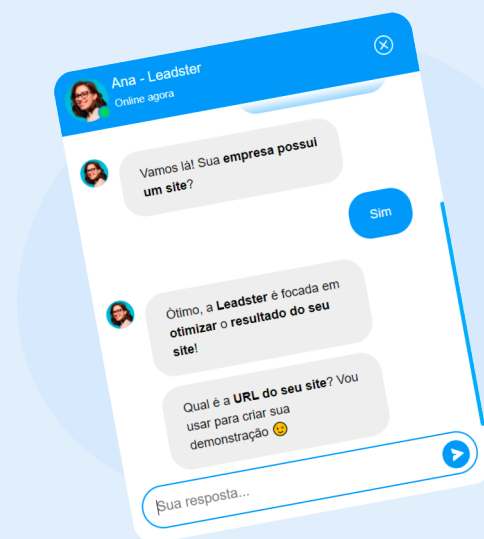 Ana - Leadster
Online agora
Vamos lá! Sua empresa possui
um site?
Sim
Ótimo, a Leadster é focada em
otimizar o resultado do seu
site!
Qual é a URL do seu site? Vou
usar para criar sua
demonstração 😉
Sua resposta...